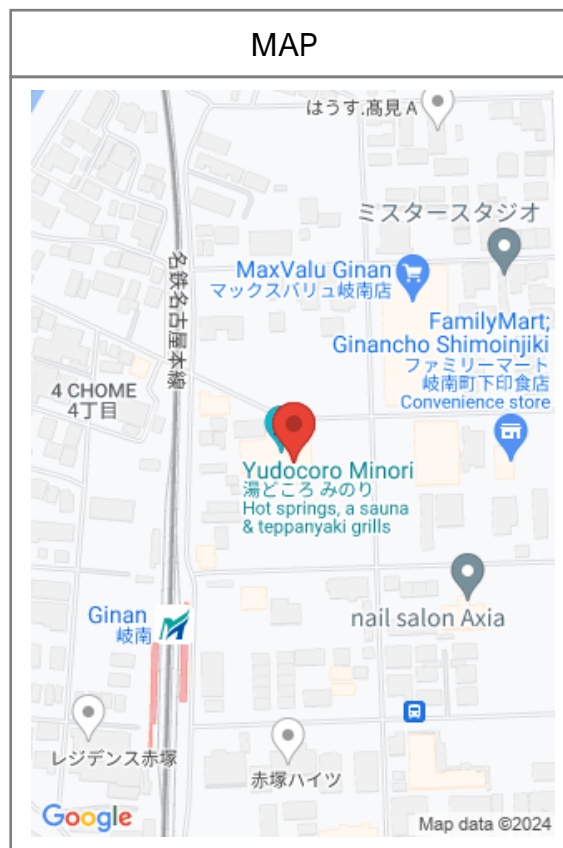 MAP
はうす.髙見 A
ミスタースタジオ
MaxValu Ginan
マックスバリュ岐南店
名鉄名古屋本線
FamilyMart;
Ginancho Shimoinjiki
ファミリーマート
岐南町下印食店
Convenience store
4 CHOME
4丁目
Yudocoro Minori
湯どころ みのり
Hot springs, a sauna
& teppanyaki grills
nail salon Axia
Ginan
岐南
レジデンス赤塚
赤塚ハイツ
Google
Map data ©2024